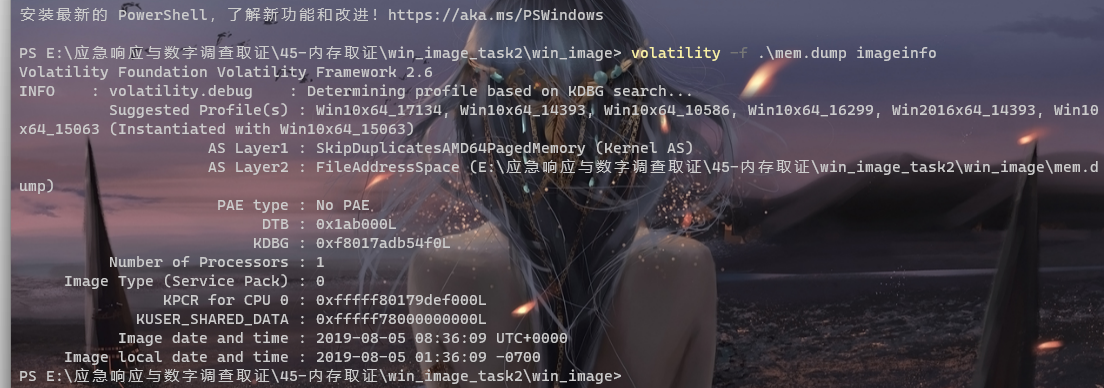 安装最新的 PowerShell，了解新功能和改进！https://aka.ms/PSWindows
PS E:\应急响应与数字调查取证\45-内存取证\win_image_task2\win_image> volatility -f .\mem.dump imageinfo
Volatility Foundation Volatility Framework 2.6
INFO    : volatility.debug    : Determining profile based on KDBG search...
          Suggested Profile(s) : Win10x64_17134, Win10x64_14393, Win10x64_10586, Win10x64_16299, Win2016x64_14393, Win10
x64_15063 (Instantiated with Win10x64_15063)
                     AS Layer1 : SkipDuplicatesAMD64PagedMemory (Kernel AS)
                     AS Layer2 : FileAddressSpace (E:\应急响应与数字调查取证\45-内存取证\win_image_task2\win_image\mem.d
ump)
                      PAE type : No PAE
                           DTB : 0x1ab000L
                          KDBG : 0xf8017adb54f0L
          Number of Processors : 1
     Image Type (Service Pack) : 0
                KPCR for CPU 0 : 0xfffff80179def000L
             KUSER_SHARED_DATA : 0xfffff78000000000L
           Image date and time : 2019-08-05 08:36:09 UTC+0000
     Image local date and time : 2019-08-05 01:36:09 -0700
PS E:\应急响应与数字调查取证\45-内存取证\win_image_task2\win_image>